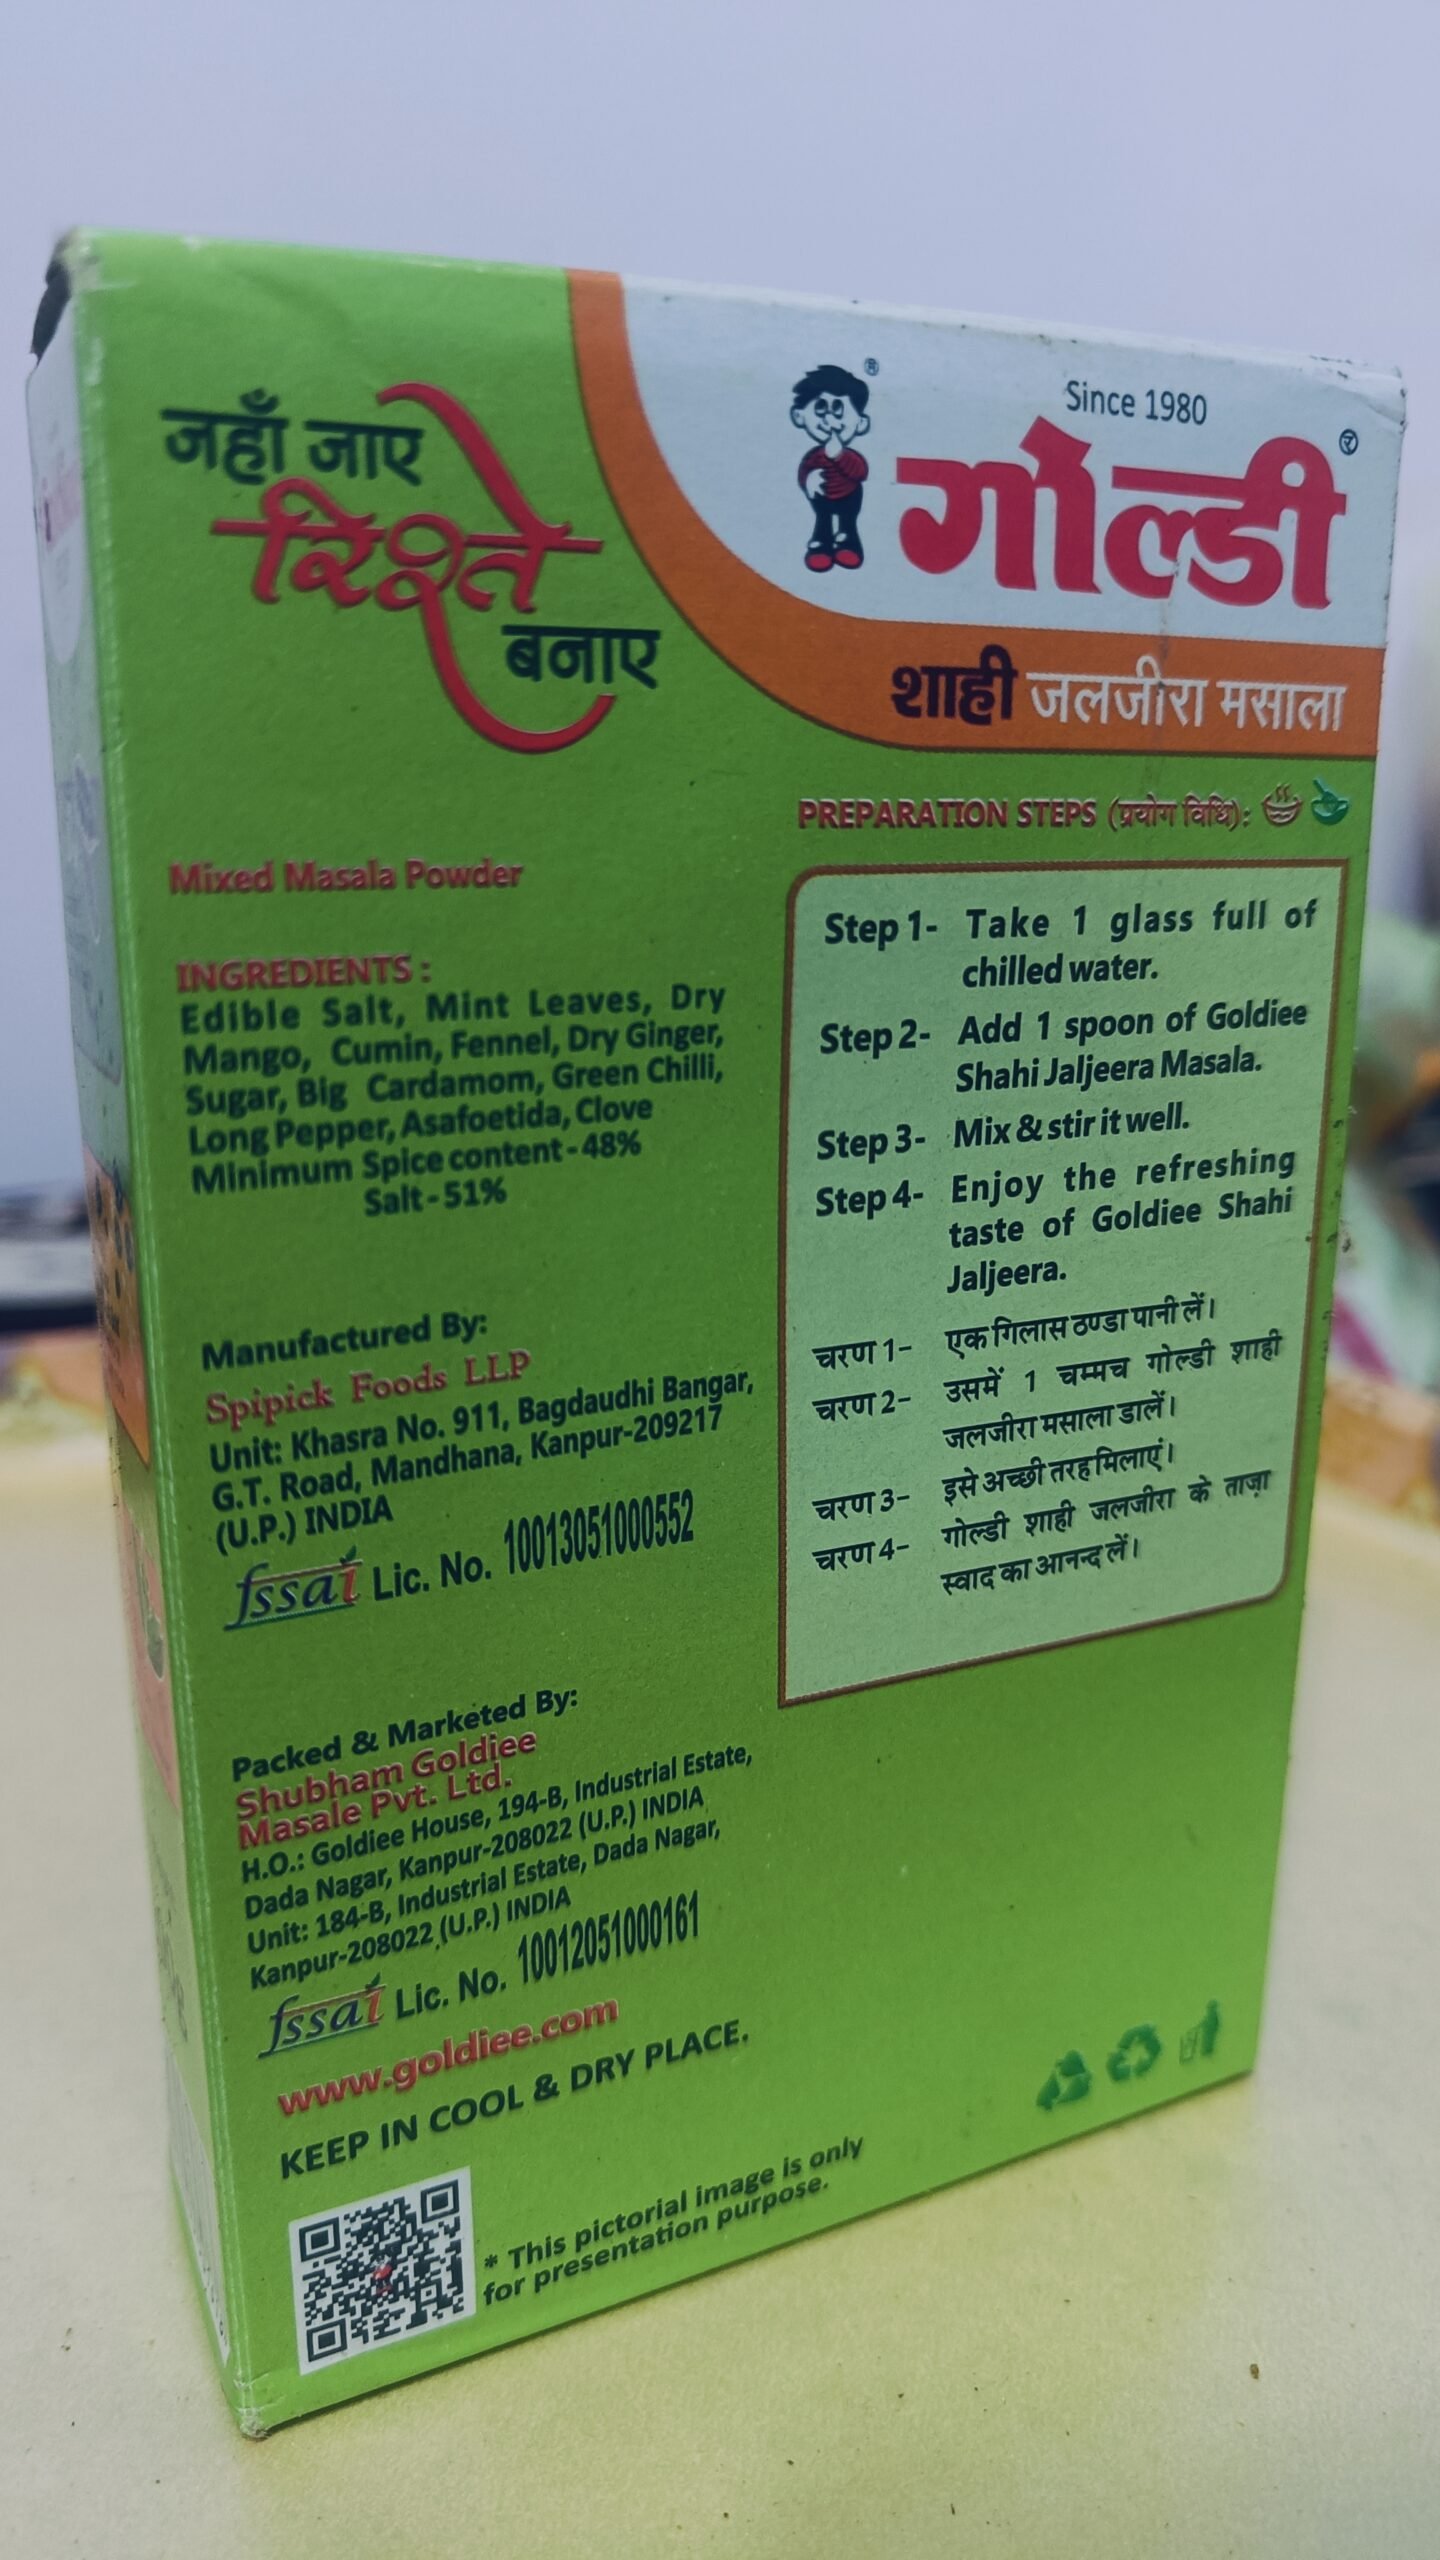 जहाँ जाए
रिश्ते
बनाए
Since 1980
गोल्डी
शाही जलजीरा मसाला
Mixed Masala Powder
INGREDIENTS :
Edible Salt, Mint Leaves, Dry
Mango, Cumin, Fennel, Dry Ginger,
Sugar, Big Cardamom, Green Chilli,
Long Pepper, Asafoetida, Clove
Minimum Spice content - 48%
Salt - 51%
Manufactured By:
Spipick Foods LLP
Unit: Khasra No. 911, Bagdaudhi Bangar,
G.T. Road, Mandhana, Kanpur-209217
(U.P.) INDIA
fssai Lic. No. 10013051000552
Packed & Marketed By:
Shubham Goldiee
Masale Pvt. Ltd.
H.O.: Goldiee House, 194-B, Industrial Estate,
Dada Nagar, Kanpur-208022 (U.P.) INDIA
Unit: 184-B, Industrial Estate, Dada Nagar,
Kanpur-208022 (U.P.) INDIA
fssai Lic. No. 10012051000161
www.goldiee.com
KEEP IN COOL & DRY PLACE.
* This pictorial image is only
for presentation purpose.
PREPARATION STEPS (प्रयोग विधि):
Step 1- Take 1 glass full of
chilled water.
Step 2- Add 1 spoon of Goldiee
Shahi Jaljeera Masala.
Step 3- Mix & stir it well.
Step 4- Enjoy the refreshing
taste of Goldiee Shahi
Jaljeera.
चरण 1- एक गिलास ठण्डा पानी लें।
चरण 2- उसमें 1 चम्मच गोल्डी शाही
जलजीरा मसाला डालें।
चरण 3- इसे अच्छी तरह मिलाएं।
चरण 4- गोल्डी शाही जलजीरा के ताज़ा
स्वाद का आनन्द लें।